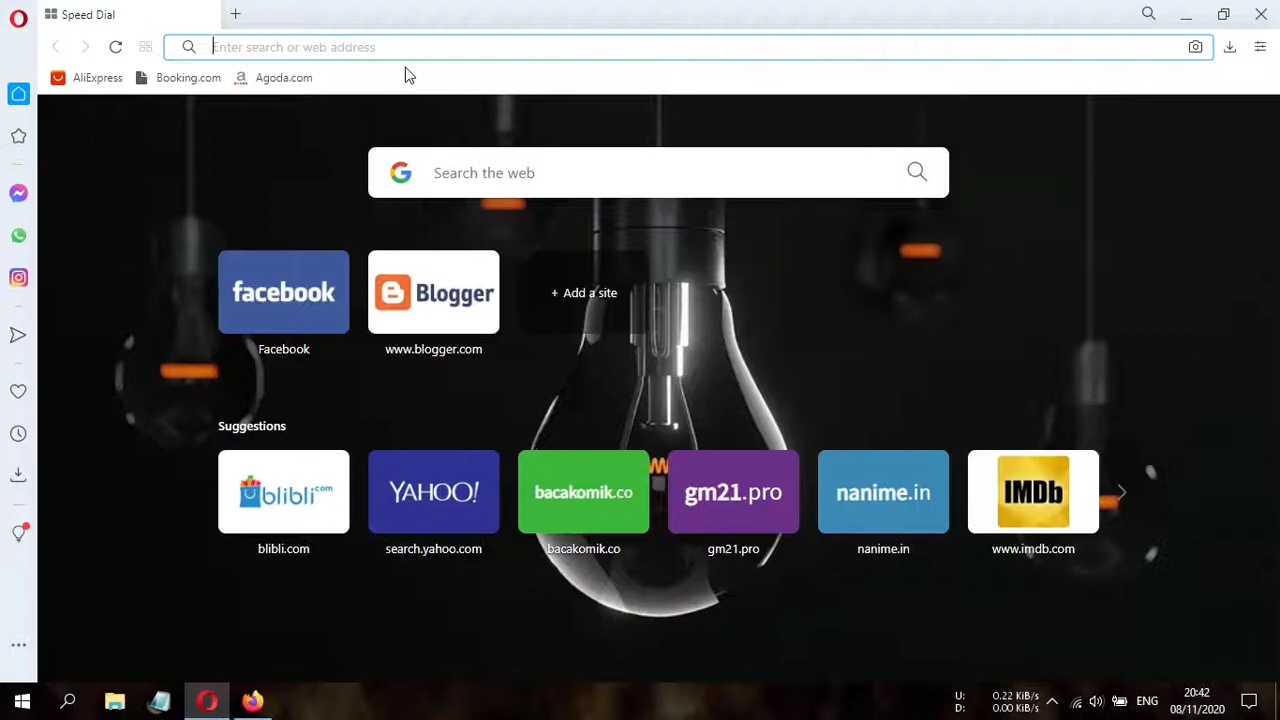 Speed Dial
Enter search or web address
AliExpress Booking.com a Agoda.com
G Search the web
facebook Blogger + Add a site
Facebook www.blogger.com
Suggestions
blibli.com YAHOO! bacakomik.co gm21.pro nanime.in IMDb
blibli.com search.yahoo.com bacakomik.co gm21.pro nanime.in www.imdb.com
U: 0.22 KiB/s 20:42
D: 0.00 KiB/s ENG 08/11/2020